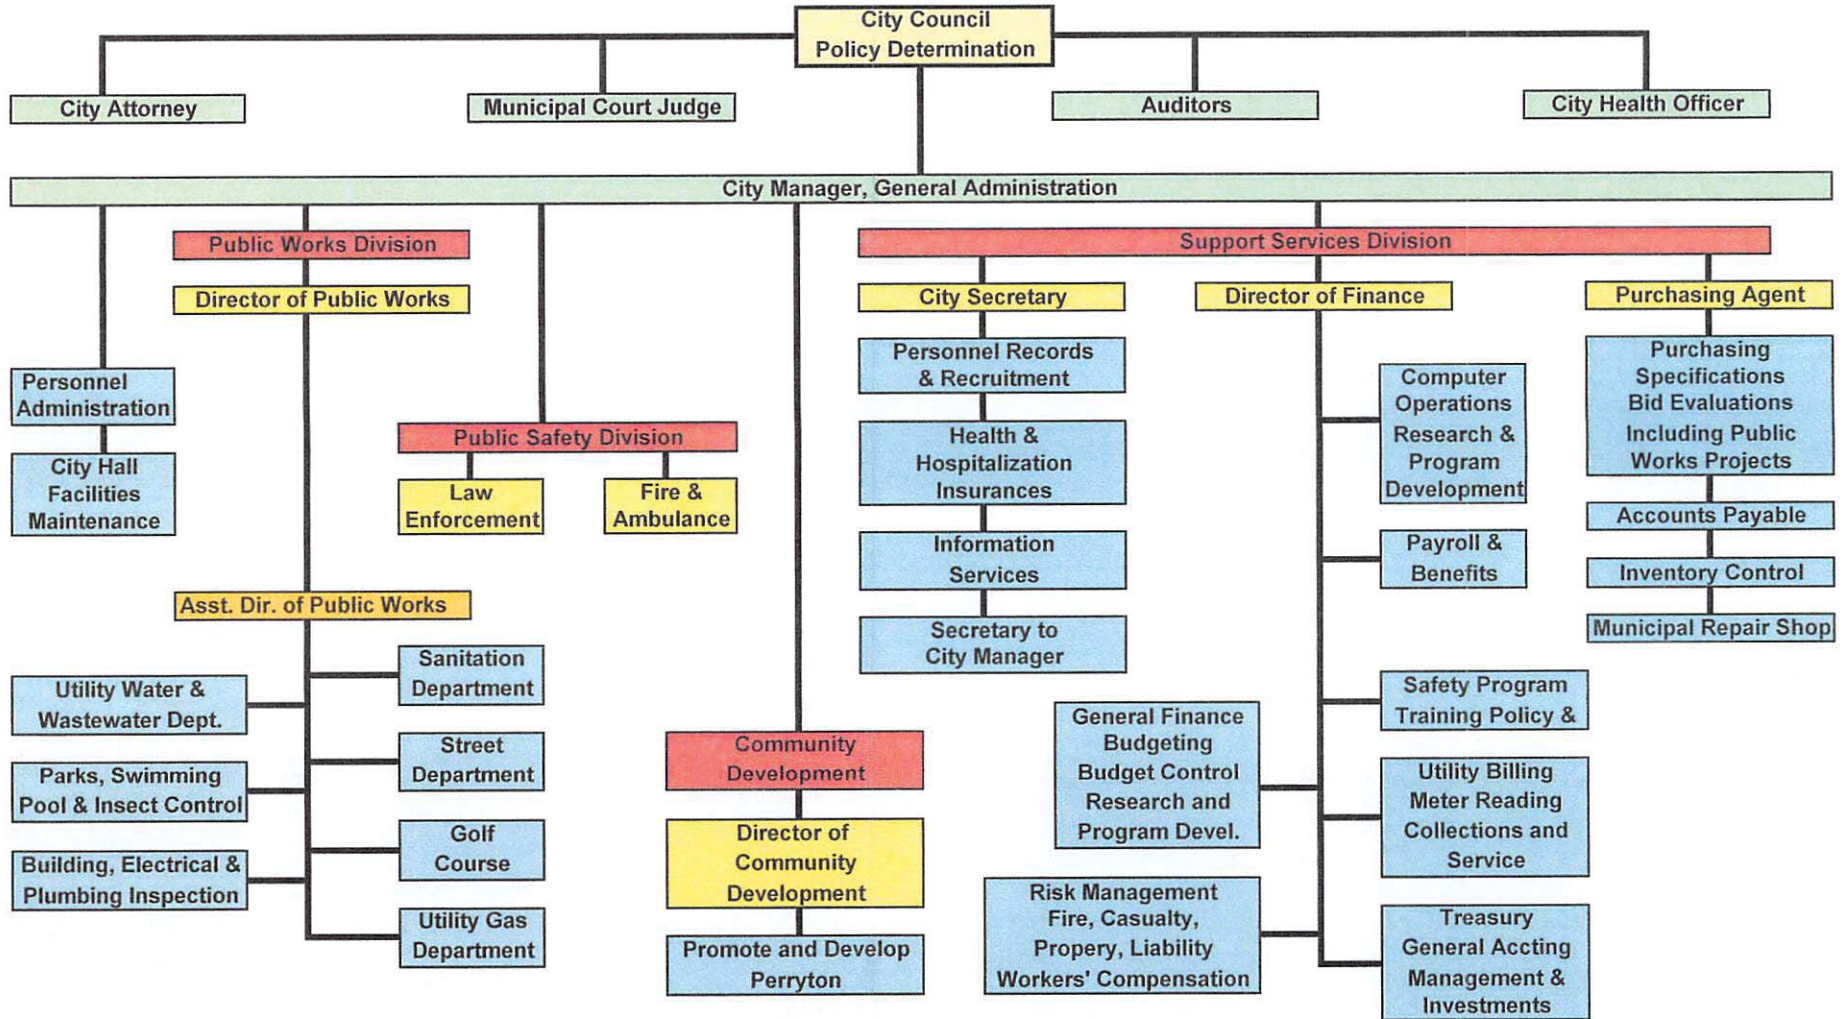 City Council
Policy Determination
City Attorney
Municipal Court Judge
Auditors
City Health Officer
City Manager, General Administration
Public Works Division
Director of Public Works
Personnel
Administration
City Hall
Facilities
Maintenance
Public Safety Division
Law
Enforcement
Fire &
Ambulance
Asst. Dir. of Public Works
Utility Water &
Wastewater Dept.
Parks, Swimming
Pool & Insect Control
Building, Electrical &
Plumbing Inspection
Sanitation
Department
Street
Department
Golf
Course
Utility Gas
Department
Community
Development
Director of
Community
Development
Promote and Develop
Perryton
Support Services Division
City Secretary
Personnel Records
& Recruitment
Health &
Hospitalization
Insurances
Information
Services
Secretary to
City Manager
Director of Finance
Computer
Operations
Research &
Program
Development
Payroll &
Benefits
Safety Program
Training Policy &
General Finance
Budgeting
Budget Control
Research and
Program Devel.
Utility Billing
Meter Reading
Collections and
Service
Risk Management
Fire, Casualty,
Propery, Liability
Workers' Compensation
Treasury
General Accting
Management &
Investments
Purchasing Agent
Purchasing
Specifications
Bid Evaluations
Including Public
Works Projects
Accounts Payable
Inventory Control
Municipal Repair Shop